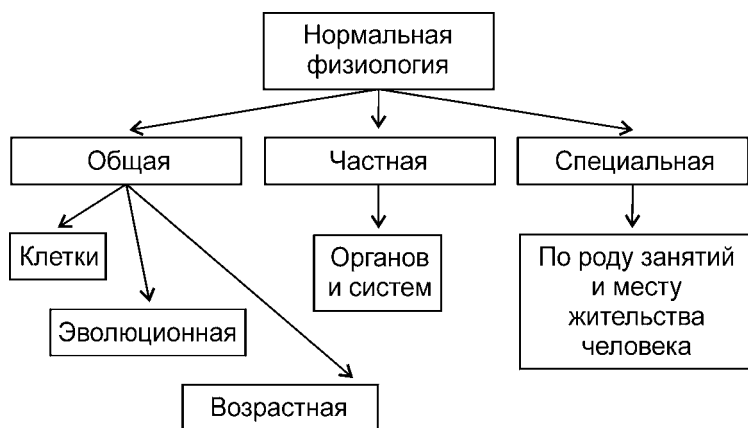 Нормальная
физиология
Общая
Частная
Специальная
Клетки
Эволюционная
Возрастная
Органов
и систем
По роду занятий
и месту
жительства
человека